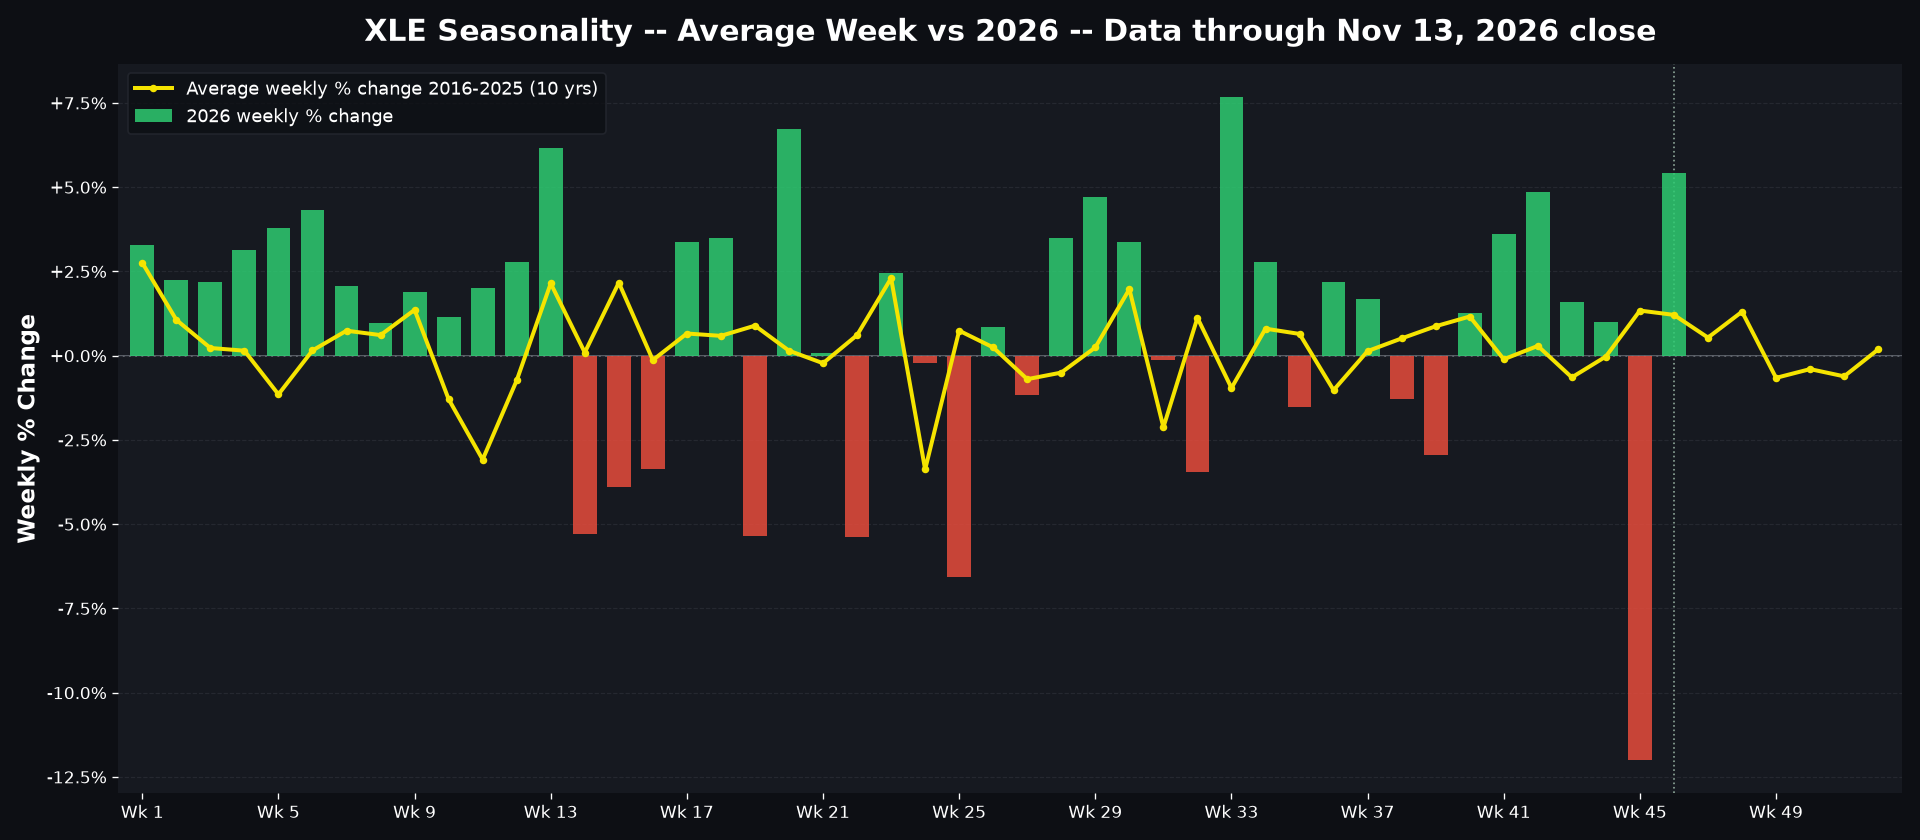 XLE Seasonality -- Average Week vs 2026 -- Data through Nov 13, 2026 close
Average weekly % change 2016-2025 (10 yrs)
2026 weekly % change
Weekly % Change
+7.5%
+5.0%
+2.5%
+0.0%
-2.5%
-5.0%
-7.5%
-10.0%
-12.5%
Wk 1 Wk 5 Wk 9 Wk 13 Wk 17 Wk 21 Wk 25 Wk 29 Wk 33 Wk 37 Wk 41 Wk 45 Wk 49